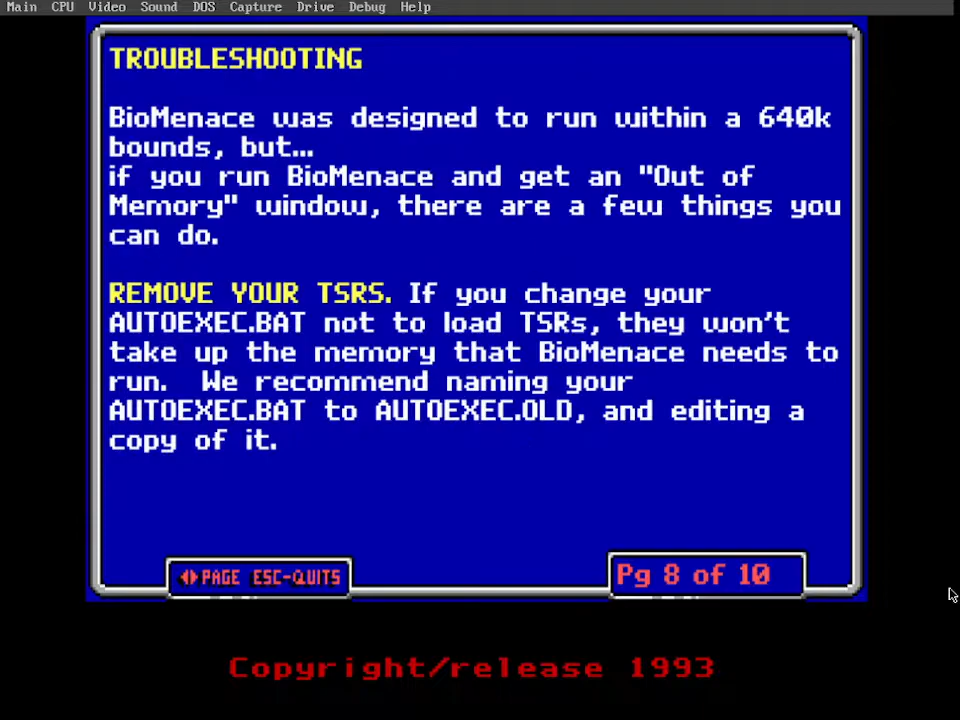 Main CPU Video Sound DOS Capture Drive Debug Help
TROUBLESHOOTING
BioMenace was designed to run within a 640k
bounds, but...
if you run BioMenace and get an "Out of
Memory" window, there are a few things you
can do.
REMOVE YOUR TSRS. If you change your
AUTOEXEC.BAT not to load TSRs, they won't
take up the memory that BioMenace needs to
run. We recommend naming your
AUTOEXEC.BAT to AUTOEXEC.OLD, and editing a
copy of it.
PAGE ESC-QUITS
Pg 8 of 10
Copyright/release 1993